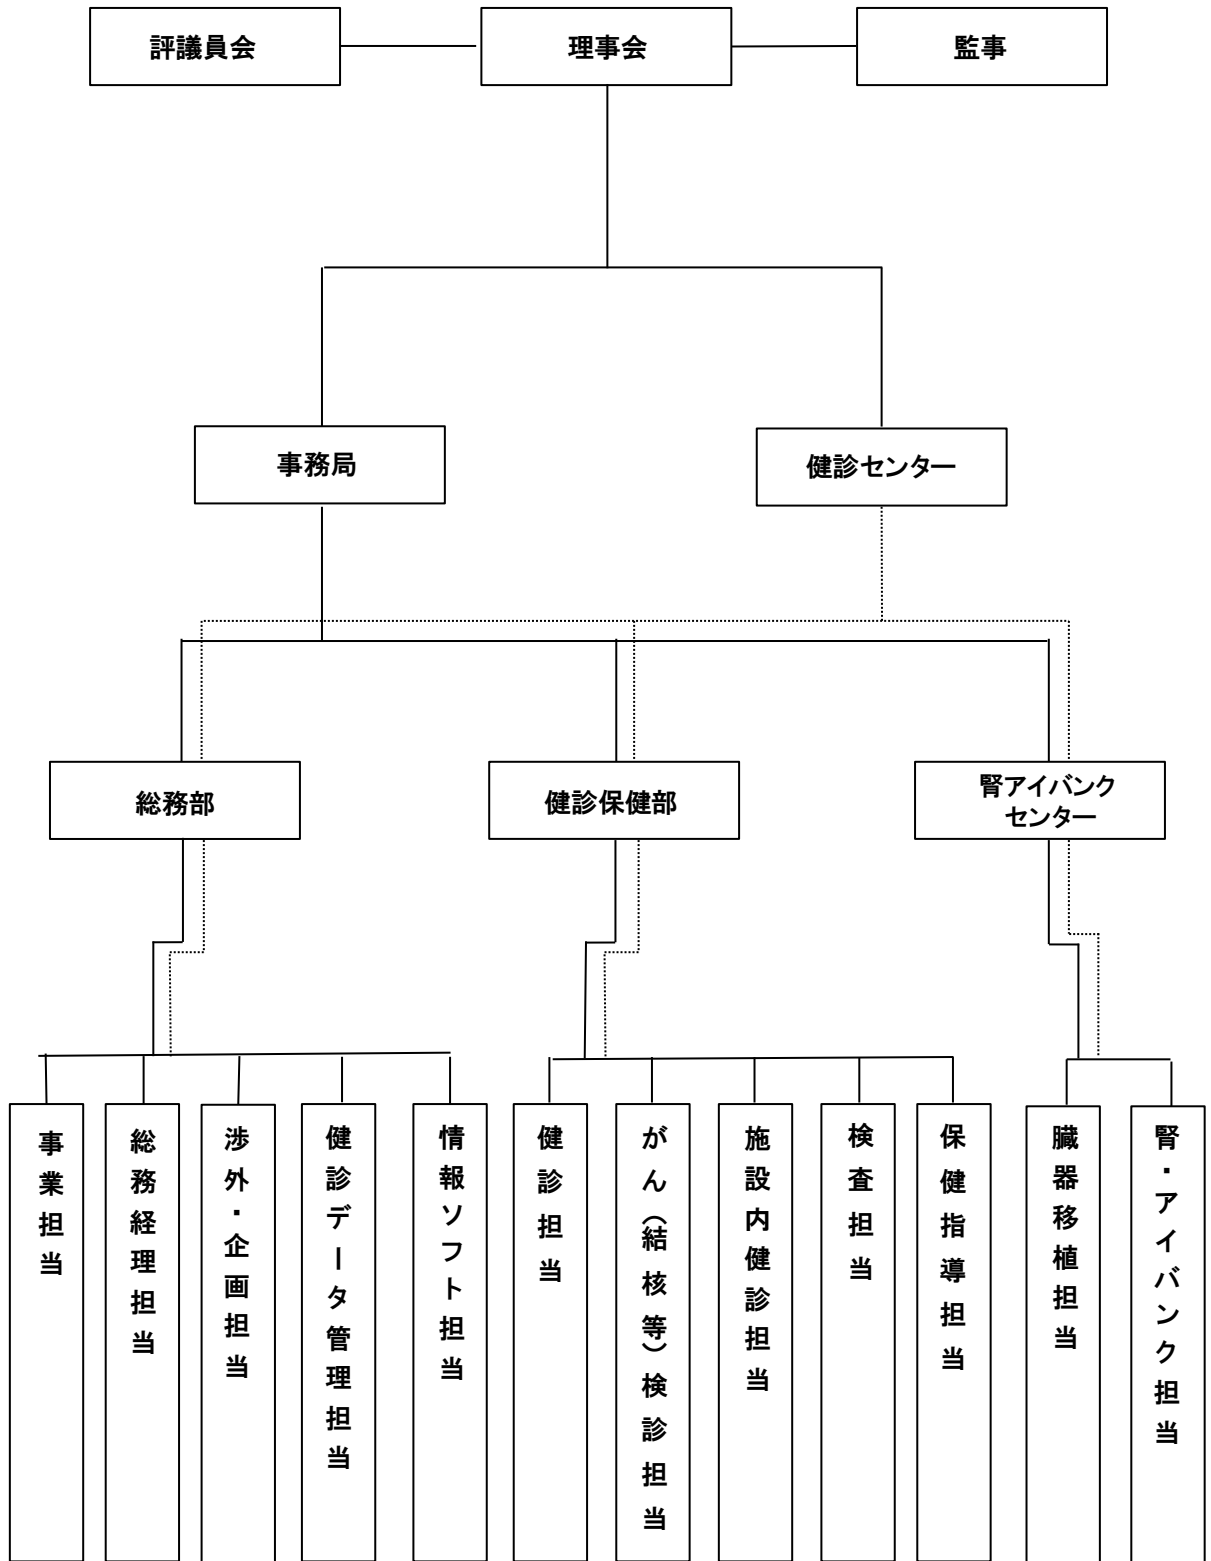 評議員会
理事会
監事
事務局
健診センター
総務部
健診保健部
腎アイバンク
センター
事業担当
総務経理担当
渉外・企画担当
健診データ管理担当
情報ソフト担当
健診担当
がん（結核等）検診担当
施設内健診担当
検査担当
保健指導担当
臓器移植担当
腎・アイバンク担当